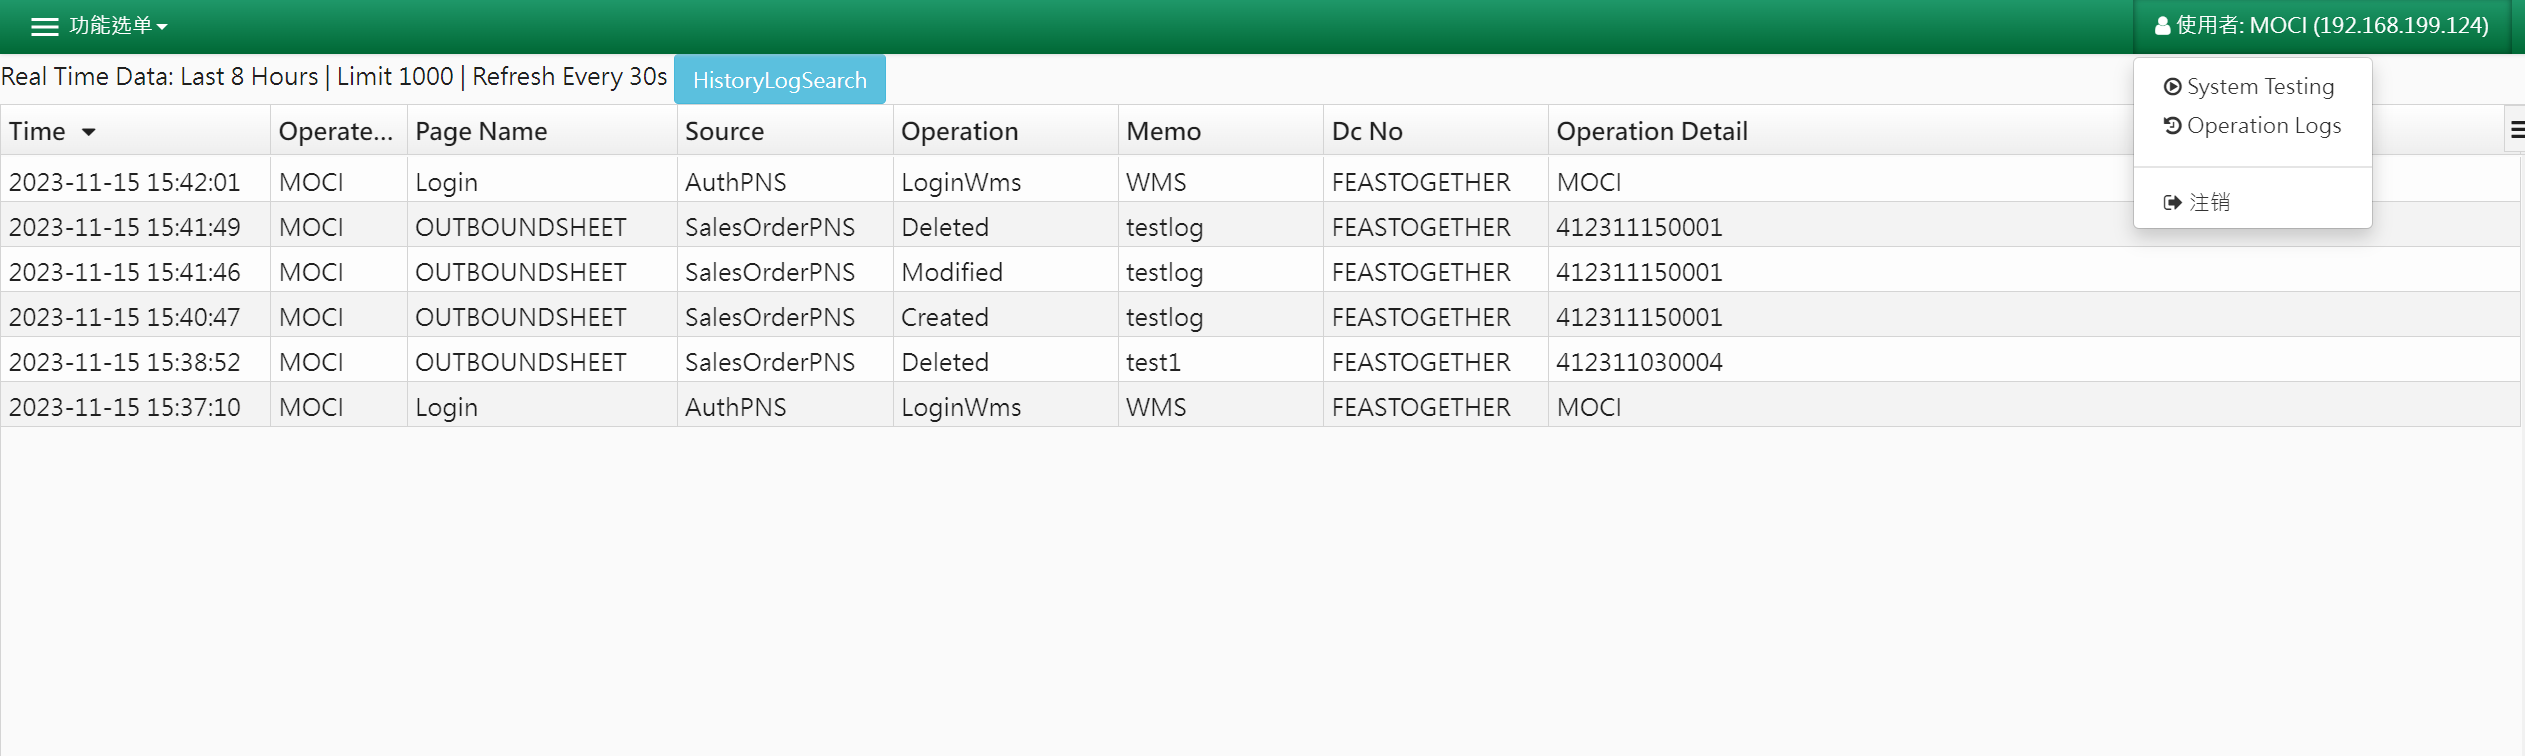 功能选单
使用者: MOCI (192.168.199.124)
Real Time Data: Last 8 Hours | Limit 1000 | Refresh Every 30s HistoryLogSearch
System Testing
Operation Logs
注销
Time Operate... Page Name Source Operation Memo Dc No Operation Detail
2023-11-15 15:42:01 MOCI Login AuthPNS LoginWms WMS FEASTOGETHER MOCI
2023-11-15 15:41:49 MOCI OUTBOUNDSHEET SalesOrderPNS Deleted testlog FEASTOGETHER 412311150001
2023-11-15 15:41:46 MOCI OUTBOUNDSHEET SalesOrderPNS Modified testlog FEASTOGETHER 412311150001
2023-11-15 15:40:47 MOCI OUTBOUNDSHEET SalesOrderPNS Created testlog FEASTOGETHER 412311150001
2023-11-15 15:38:52 MOCI OUTBOUNDSHEET SalesOrderPNS Deleted test1 FEASTOGETHER 412311030004
2023-11-15 15:37:10 MOCI Login AuthPNS LoginWms WMS FEASTOGETHER MOCI